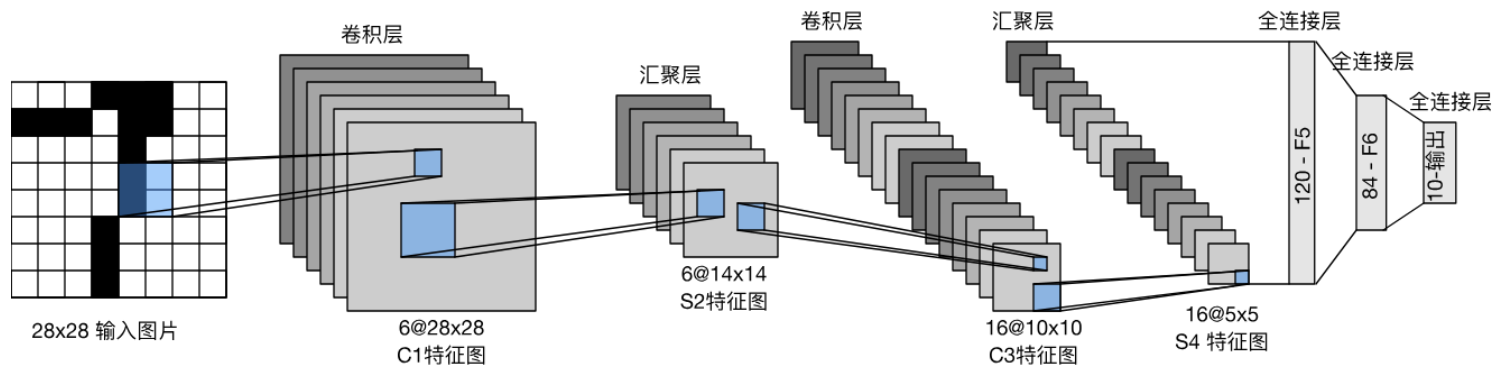 卷积层
汇聚层
卷积层
汇聚层
全连接层
全连接层
全连接层
120 - F5
84 - F6
10-输出
28x28 输入图片
6@28x28
C1特征图
6@14x14
S2特征图
16@10x10
C3特征图
16@5x5
S4 特征图